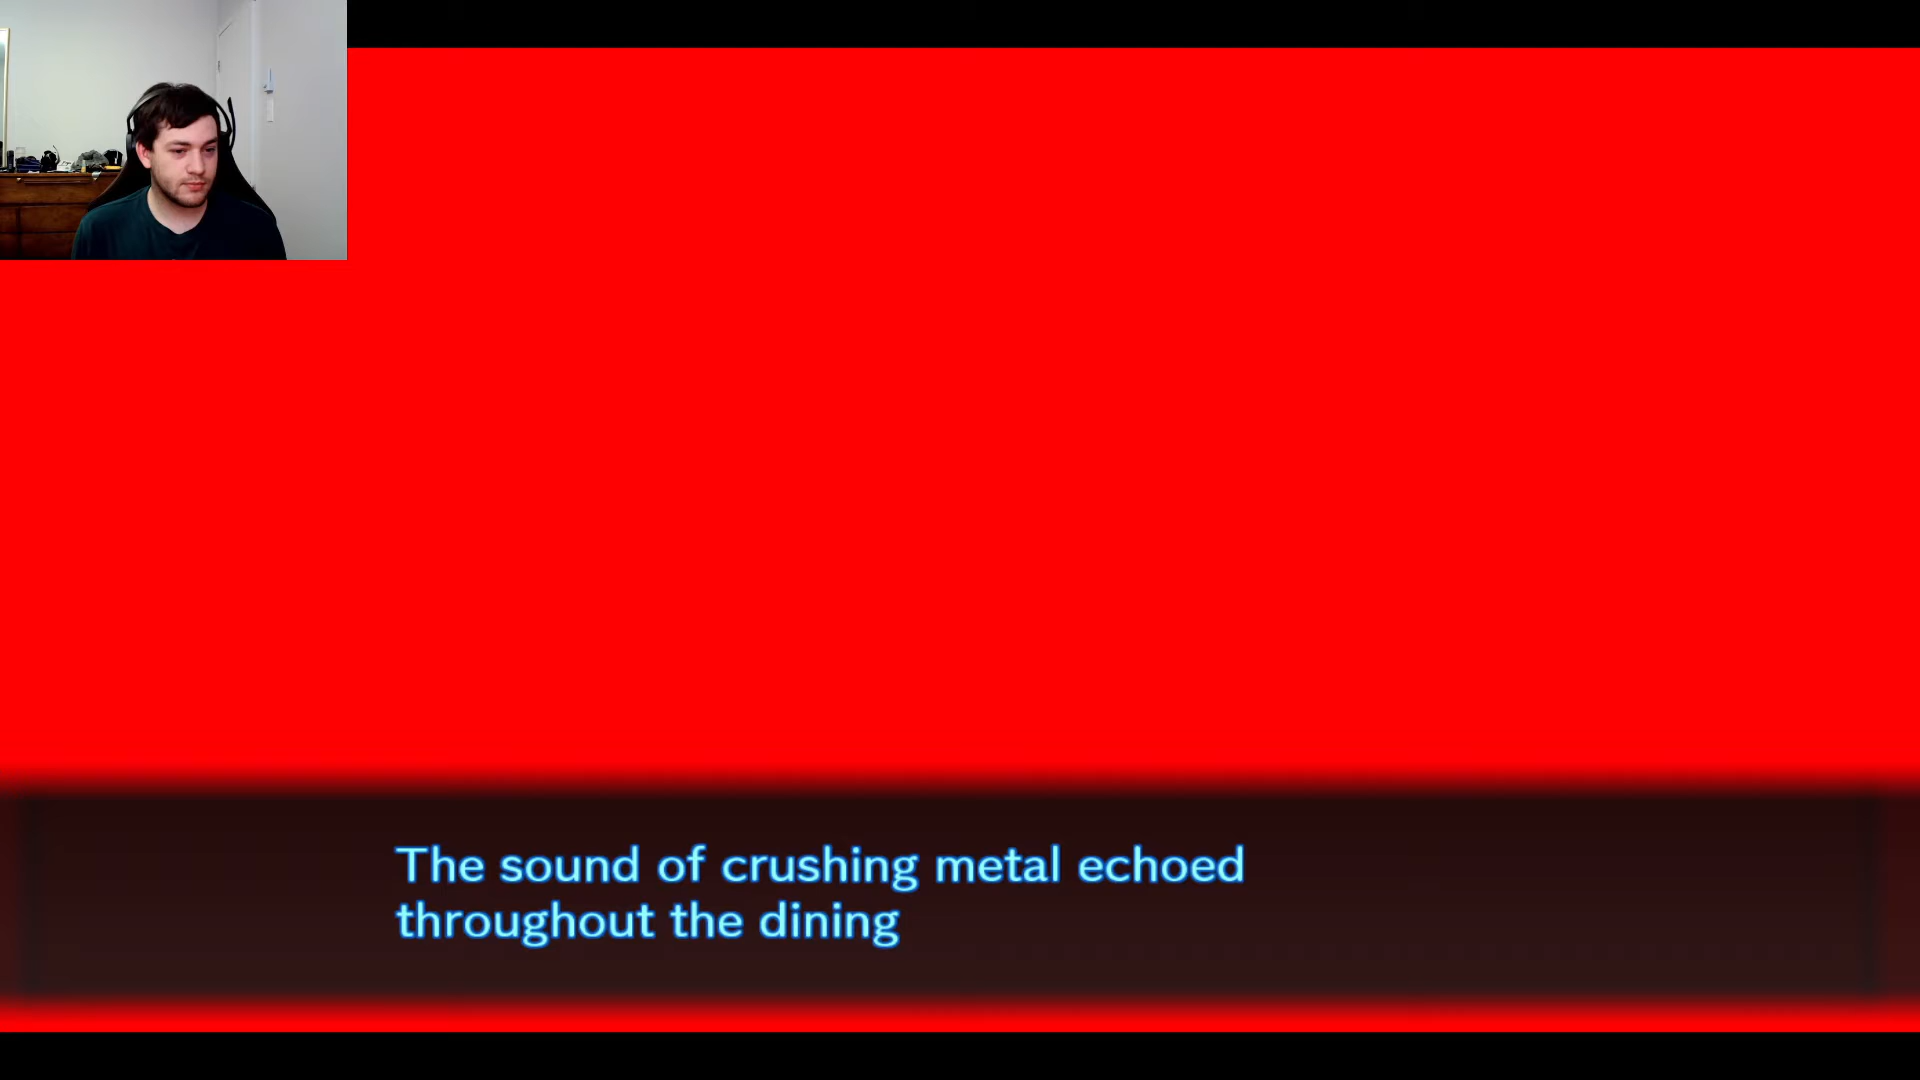 The sound of crushing metal echoed
throughout the dining